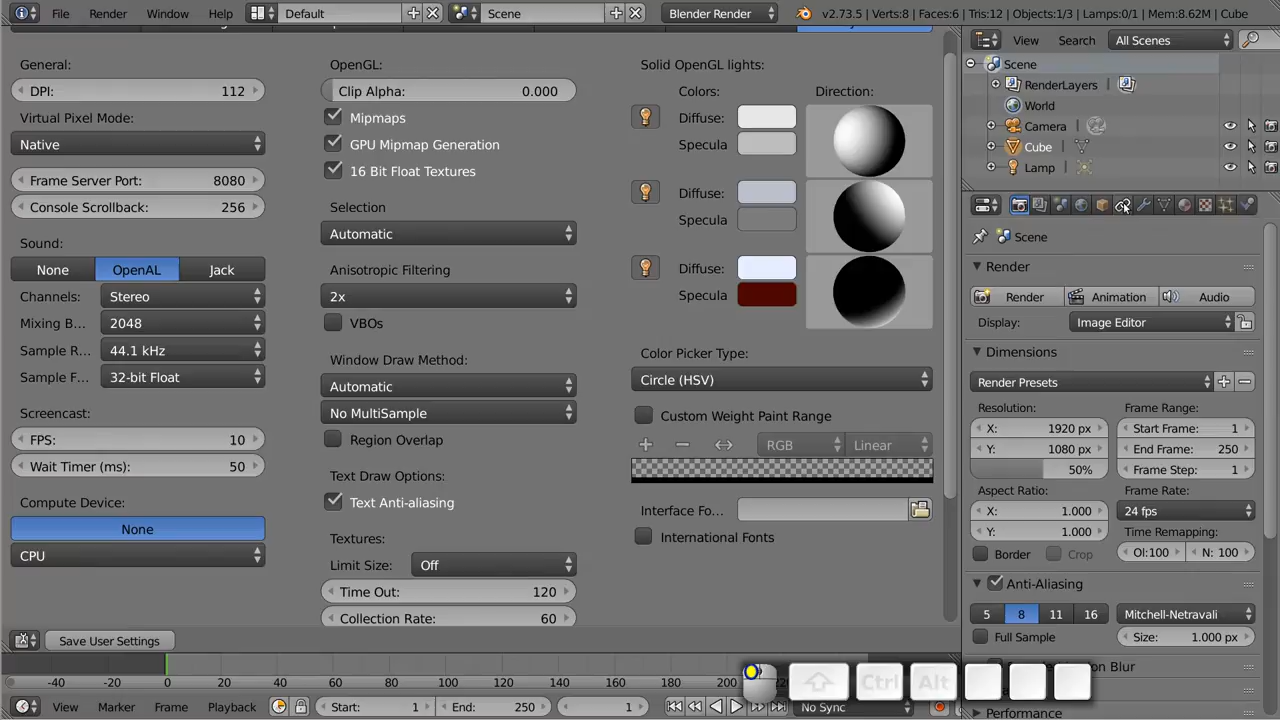 File Render Window Help Default Scene Blender Render v2.73.5 | Verts:8 | Faces:6 | Tris:12 | Objects:1/3 | Lamps:0/1 | Mem:8.62M | Cube
View Search All Scenes
Scene
RenderLayers
World
Camera
Cube
Lamp
General:
DPI: 112
Virtual Pixel Mode:
Native
Frame Server Port: 8080
Console Scrollback: 256
Sound:
None OpenAL Jack
Channels: Stereo
Mixing B... 2048
Sample R... 44.1 kHz
Sample F... 32-bit Float
Screencast:
FPS: 10
Wait Timer (ms): 50
Compute Device:
None
CPU
OpenGL:
Clip Alpha: 0.000
Mipmaps
GPU Mipmap Generation
16 Bit Float Textures
Selection
Automatic
Anisotropic Filtering
2x
VBOs
Window Draw Method:
Automatic
No MultiSample
Region Overlap
Text Draw Options:
Text Anti-aliasing
Textures:
Limit Size: Off
Time Out: 120
Collection Rate: 60
Solid OpenGL lights:
Colors: Direction:
Diffuse:
Specula
Diffuse:
Specula
Diffuse:
Specula
Color Picker Type:
Circle (HSV)
Custom Weight Paint Range
RGB Linear
Interface Fo...
International Fonts
Scene
Render
Render Animation Audio
Display: Image Editor
Dimensions
Render Presets
Resolution: Frame Range:
X: 1920 px Start Frame: 1
Y: 1080 px End Frame: 250
50% Frame Step: 1
Aspect Ratio: Frame Rate:
X: 1.000 24 fps
Y: 1.000 Time Remapping:
Border Crop Ol:100 N: 100
Anti-Aliasing
5 8 11 16 Mitchell-Netravali
Full Sample Size: 1.000 px
on Blur
Performance
Save User Settings
-40 -20 0 20 40 60 80 100 120 140 160 180 200
Ctrl Alt
View Marker Frame Playback Start: 1 End: 250 1 No Sync